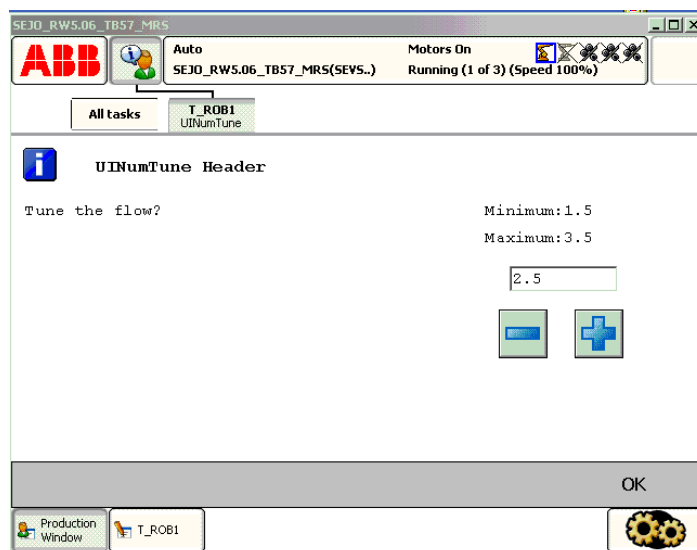 SEJO_RW5.06_TB57_MRS
ABB
Auto
Motors On
SEJO_RW5.06_TB57_MRS(SEVS..)
Running (1 of 3) (Speed 100%)
All tasks
T_ROB1
UINumTune
UINumTune Header
Tune the flow?
Minimum:1.5
Maximum:3.5
2.5
OK
Production
Window
T_ROB1